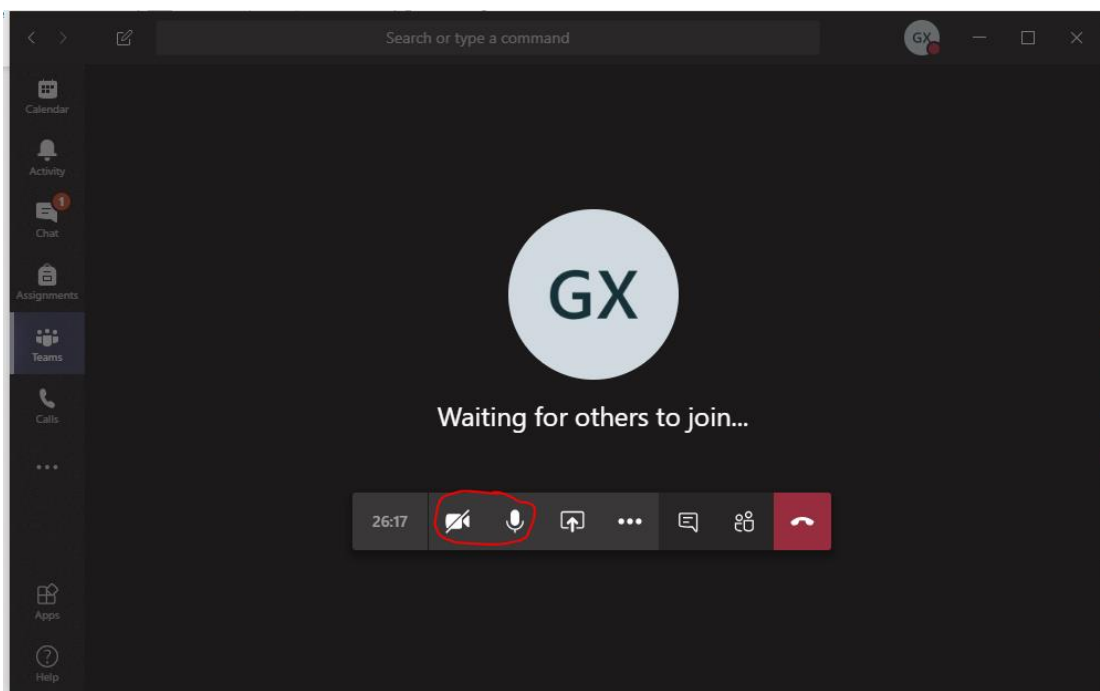 Search or type a command
GX
Calendar
Activity
1
Chat
Assignments
Teams
Calls
GX
Waiting for others to join...
26:17
Apps
Help